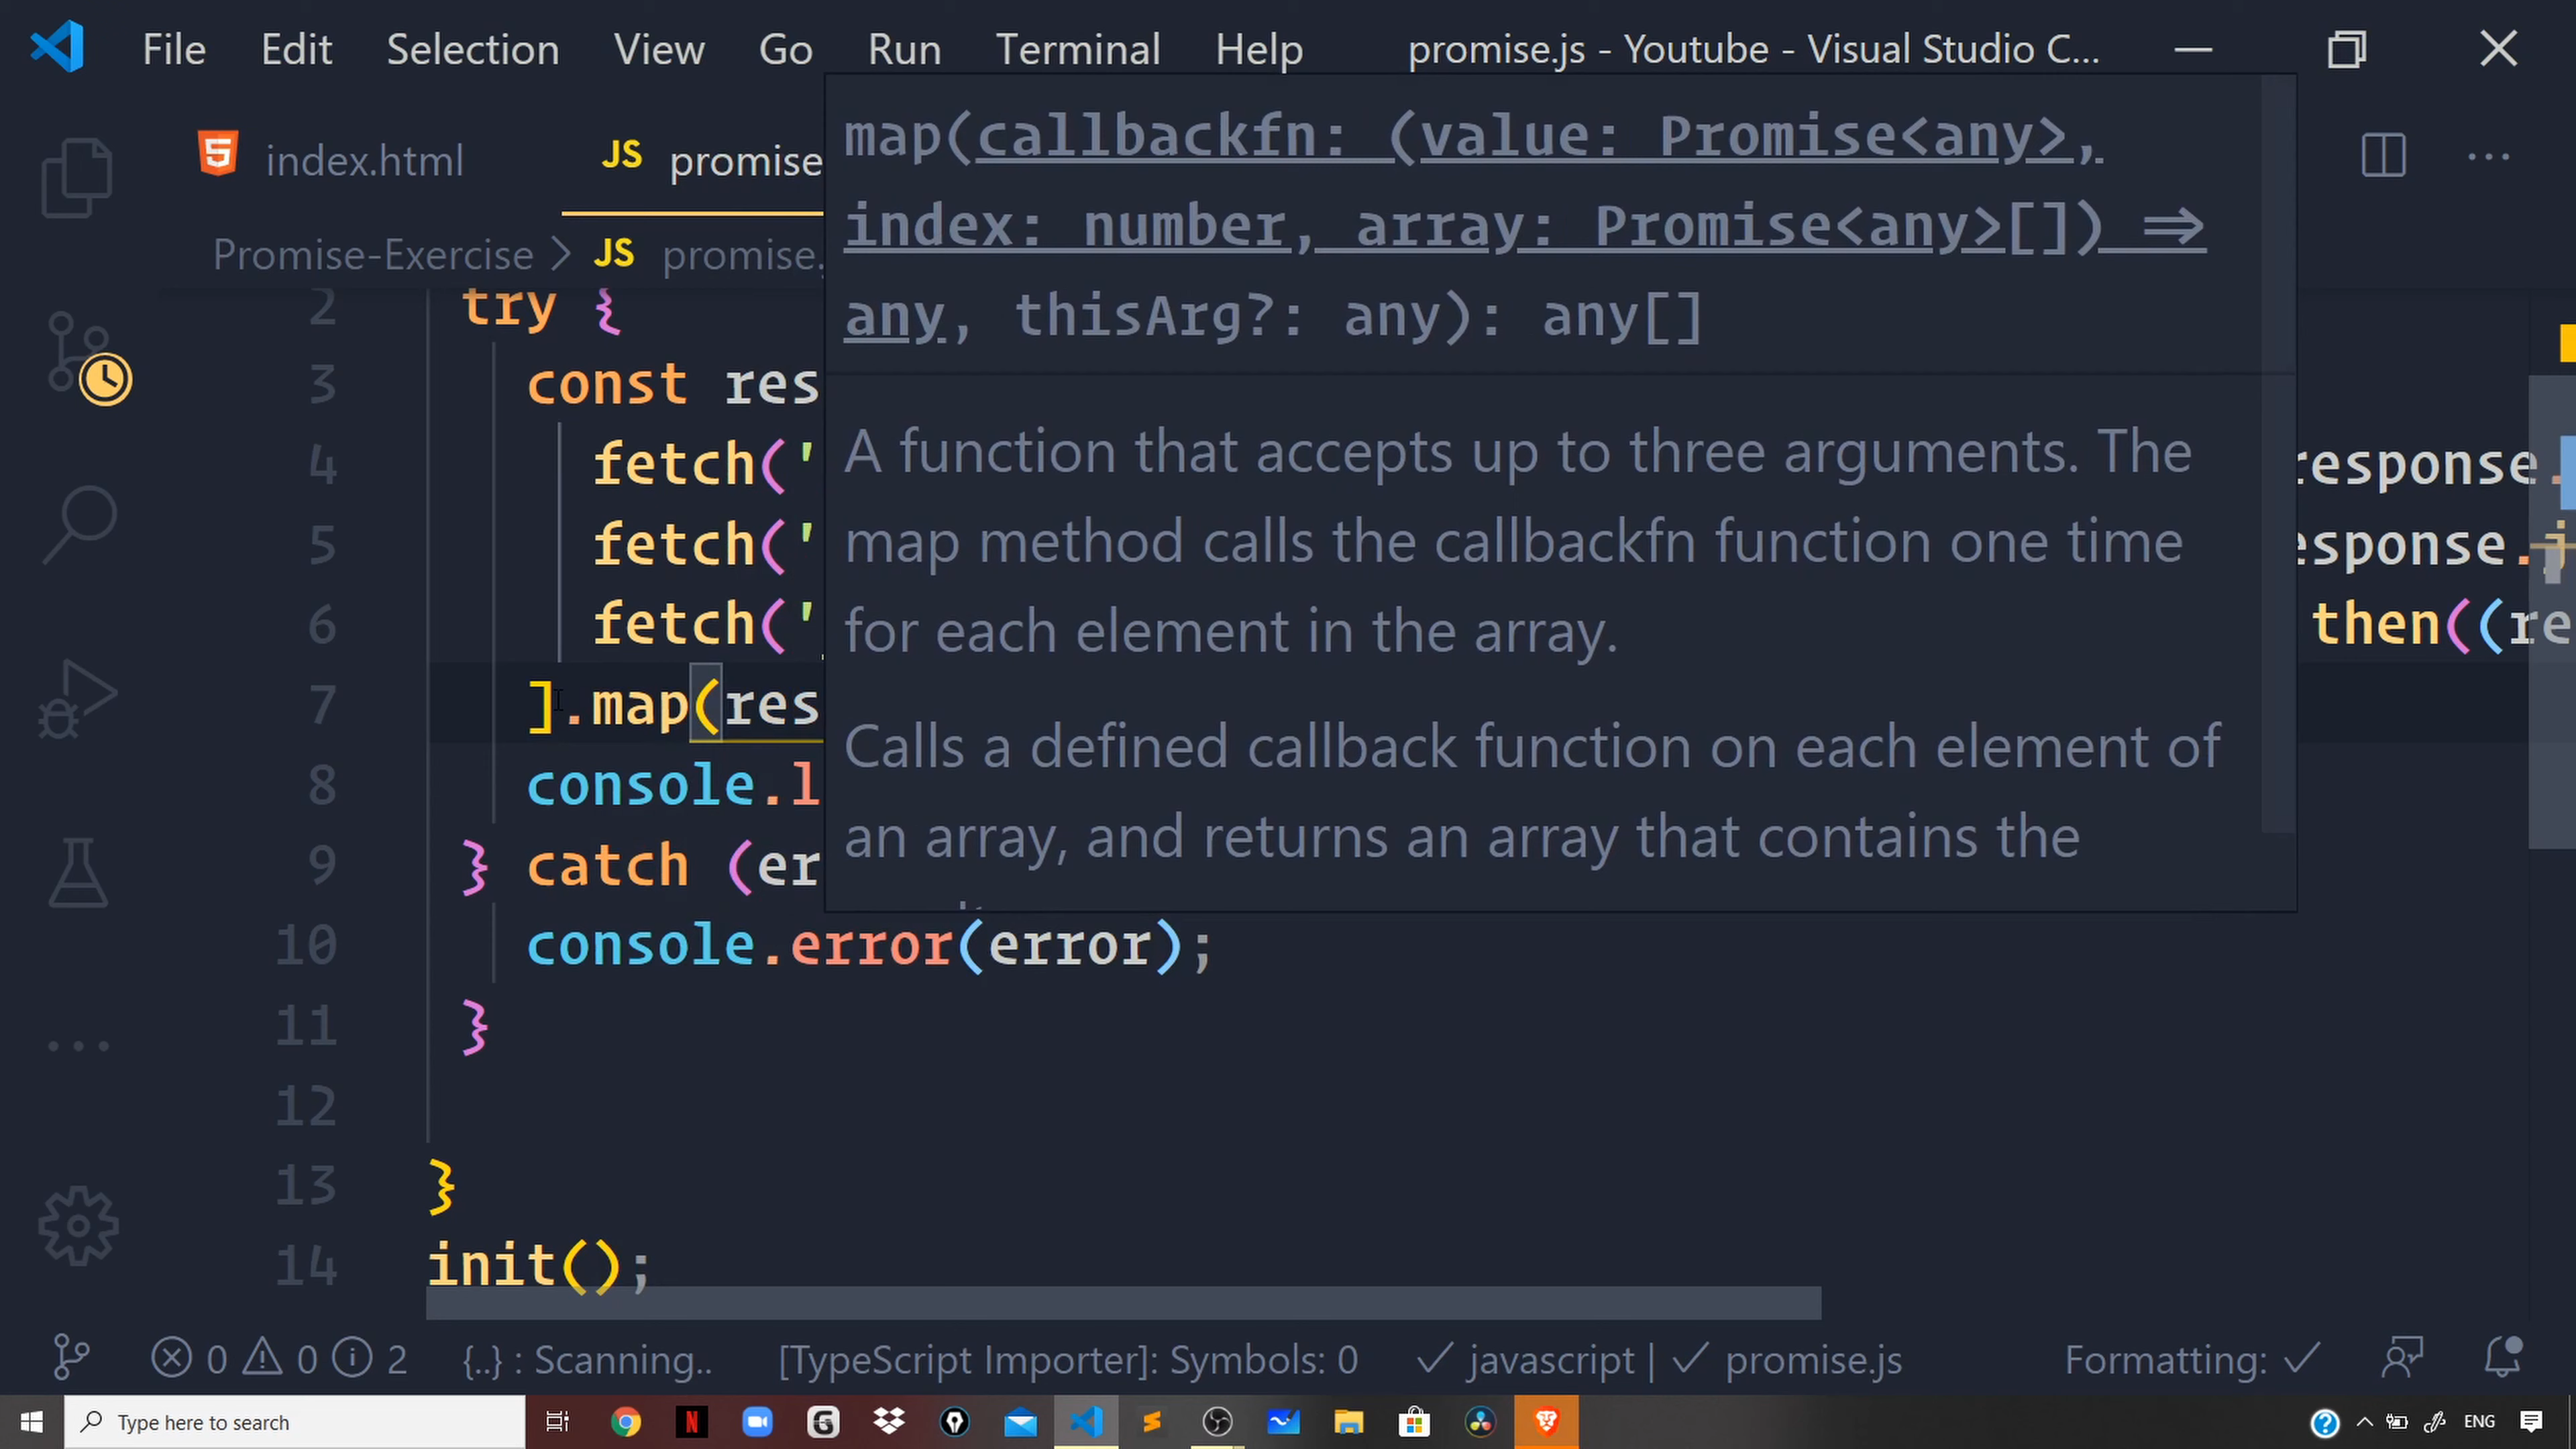 File Edit Selection View Go Run Terminal Help promise.js - Youtube - Visual Studio C...
index.html JS promise
Promise-Exercise > JS promise.
map(callbackfn: (value: Promise<any>,
index: number, array: Promise<any>[]) =>
any, thisArg?: any): any[]
A function that accepts up to three arguments. The
map method calls the callbackfn function one time
for each element in the array.
Calls a defined callback function on each element of
an array, and returns an array that contains the
2 try {
3 const res
4 fetch(' response.
5 fetch(' esponse.j
6 fetch(' then((re
7 ].map(res
8 console.l
9 } catch (er
10 console.error(error);
11 }
12
13 }
14 init();
0 0 2 {..} : Scanning.. [TypeScript Importer]: Symbols: 0 ✓ javascript | ✓ promise.js Formatting: ✓
Type here to search ENG